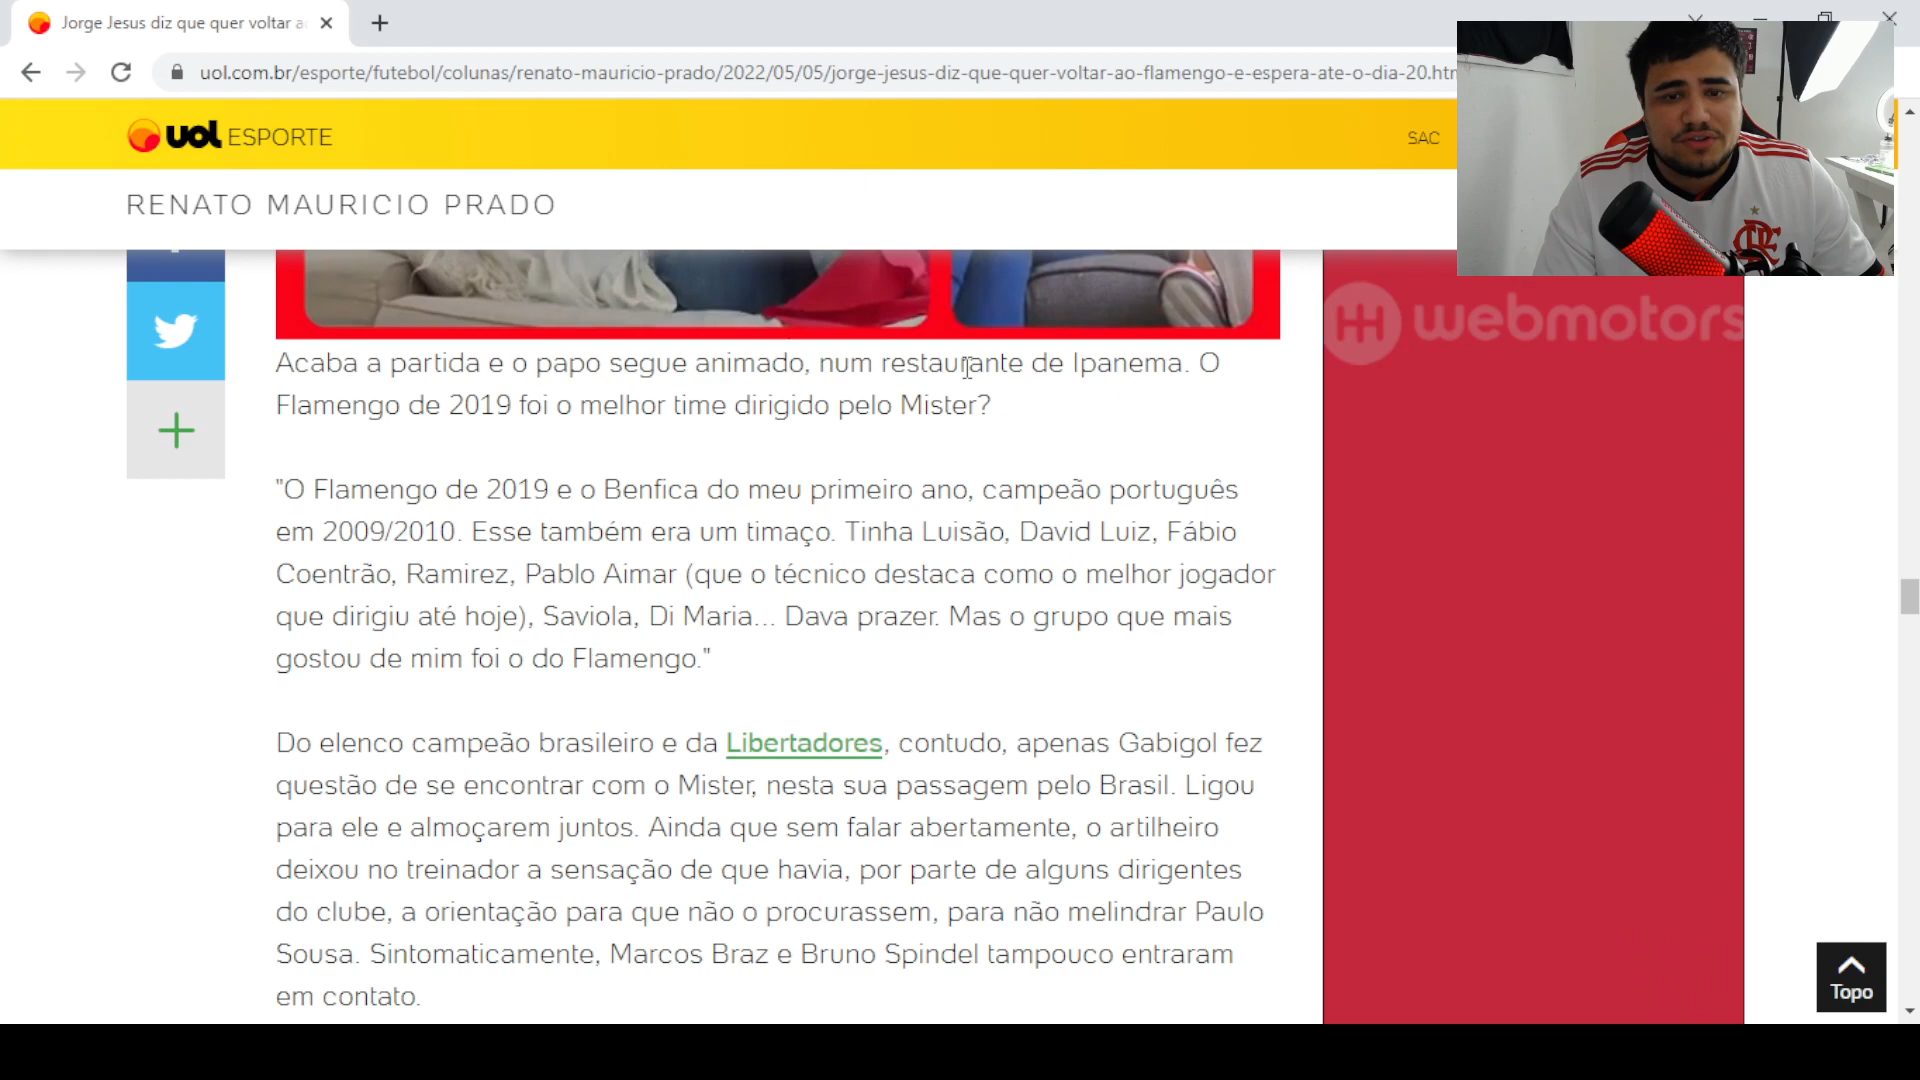 Jorge Jesus diz que quer voltar a
uol.com.br/esporte/futebol/colunas/renato-mauricio-prado/2022/05/05/jorge-jesus-diz-que-quer-voltar-ao-flamengo-e-espera-ate-o-dia-20.htm
uol ESPORTE
SAC
RENATO MAURICIO PRADO
webmotors
Acaba a partida e o papo segue animado, num restaurante de Ipanema. O
Flamengo de 2019 foi o melhor time dirigido pelo Mister?
"O Flamengo de 2019 e o Benfica do meu primeiro ano, campeão português
em 2009/2010. Esse também era um timaço. Tinha Luisão, David Luiz, Fábio
Coentrão, Ramirez, Pablo Aimar (que o técnico destaca como o melhor jogador
que dirigiu até hoje), Saviola, Di Maria... Dava prazer. Mas o grupo que mais
gostou de mim foi o do Flamengo."
Do elenco campeão brasileiro e da Libertadores, contudo, apenas Gabigol fez
questão de se encontrar com o Mister, nesta sua passagem pelo Brasil. Ligou
para ele e almoçarem juntos. Ainda que sem falar abertamente, o artilheiro
deixou no treinador a sensação de que havia, por parte de alguns dirigentes
do clube, a orientação para que não o procurassem, para não melindrar Paulo
Sousa. Sintomaticamente, Marcos Braz e Bruno Spindel tampouco entraram
em contato.
Topo